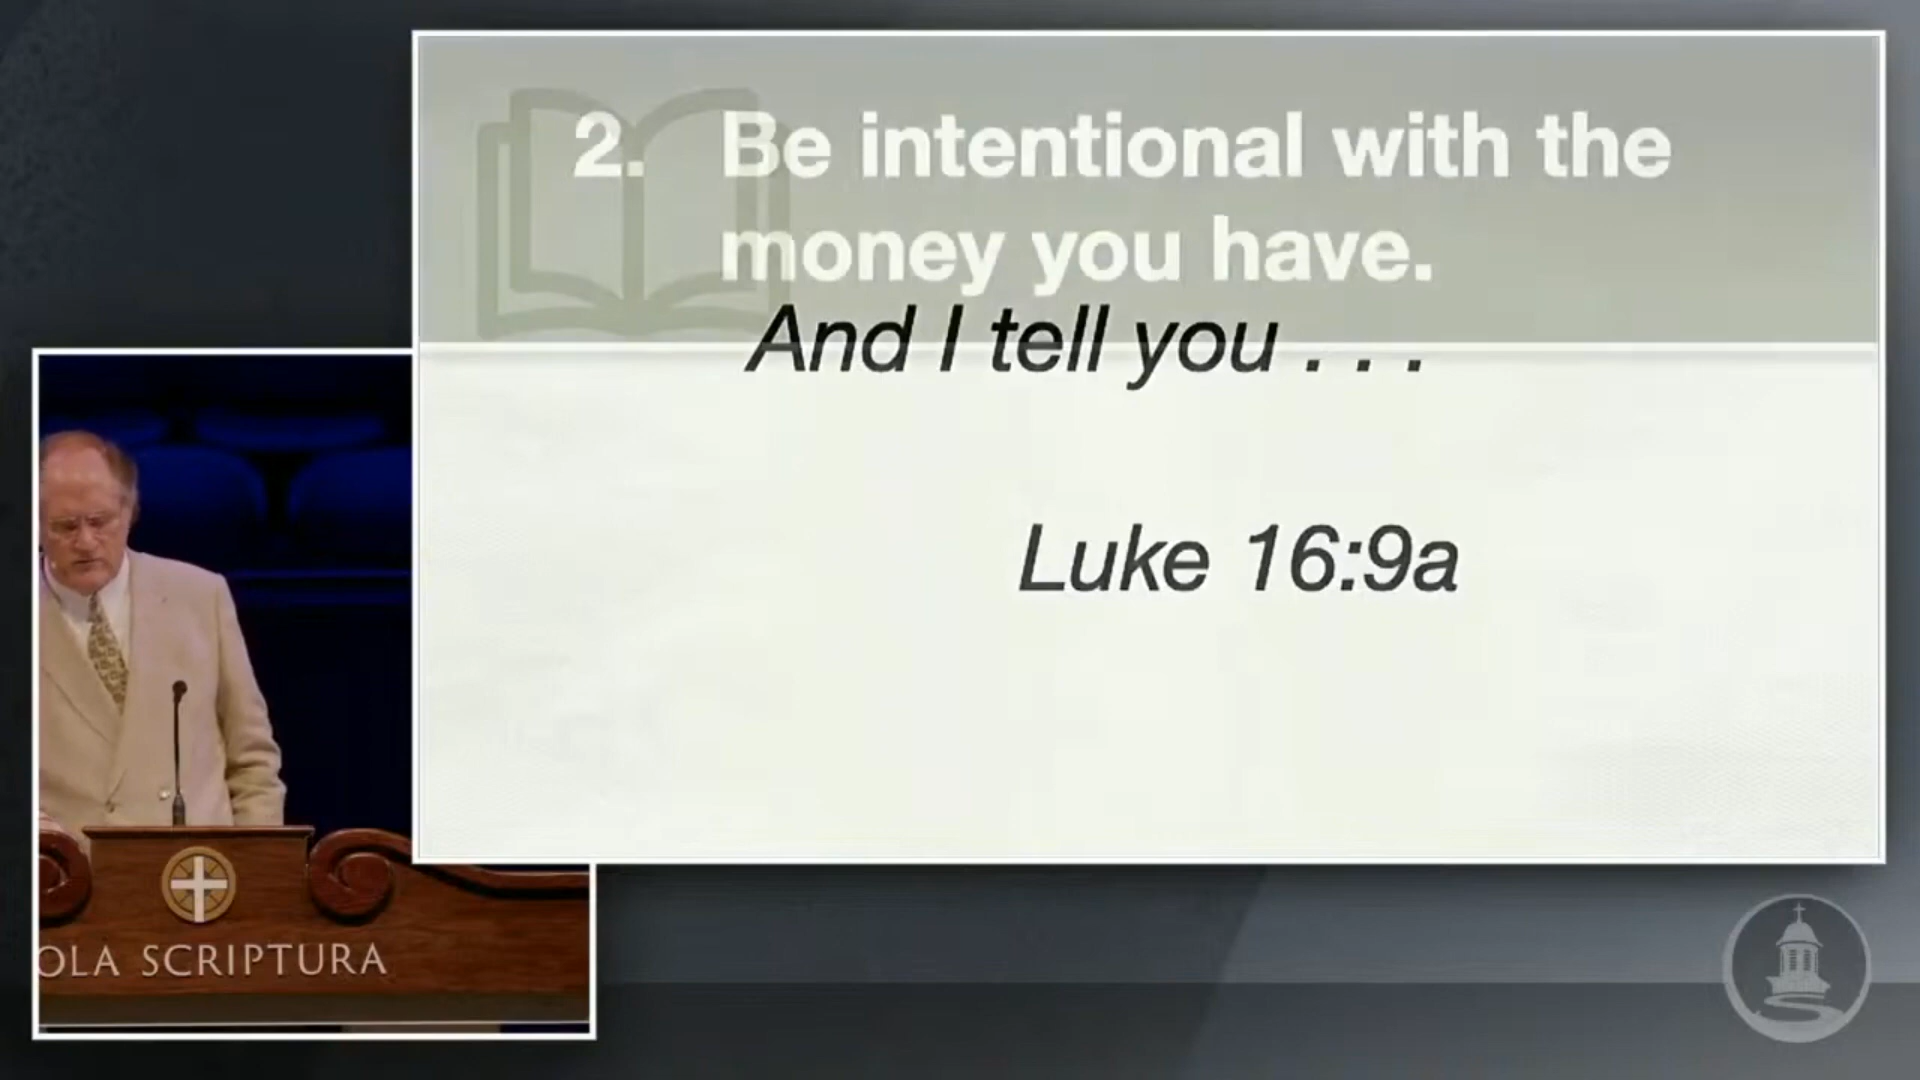 2. Be intentional with the
money you have.
And I tell you . . .
Luke 16:9a
OLA SCRIPTURA